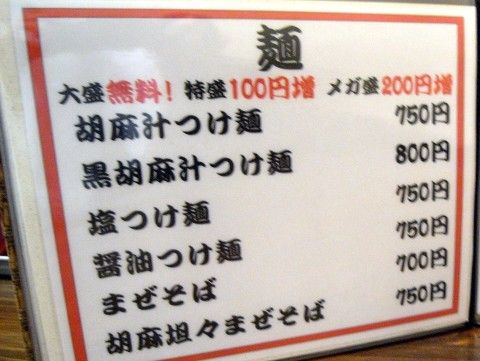 麺
大盛無料! 特盛100円増 メガ盛200円増
胡麻汁つけ麺 750円
黒胡麻汁つけ麺 800円
塩つけ麺 750円
醤油つけ麺 750円
まぜそば 700円
胡麻坦々まぜそば 750円